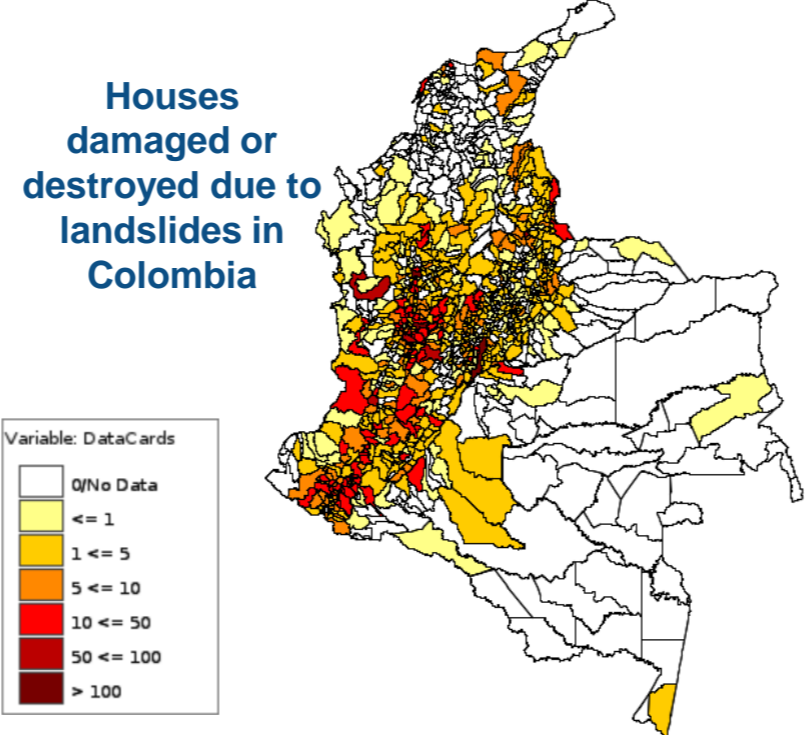 Houses
damaged or
destroyed due to
landslides in
Colombia
Variable: DataCards
0/No Data
<= 1
1 <= 5
5 <= 10
10 <= 50
50 <= 100
> 100